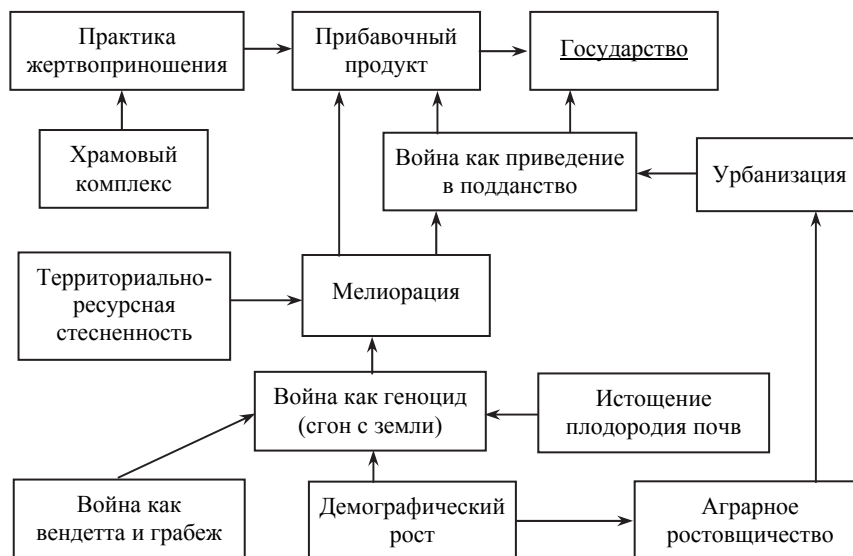 Практика
жертвоприношения
Прибавочный
продукт
Государство
Храмовый
комплекс
Война как приведение
в подданство
Урбанизация
Территориально-
ресурсная
стесненность
Мелиорация
Война как геноцид
(сгон с земли)
Истощение
плодородия почв
Война как
вендетта и грабеж
Демографический
рост
Аграрное
ростовщичество